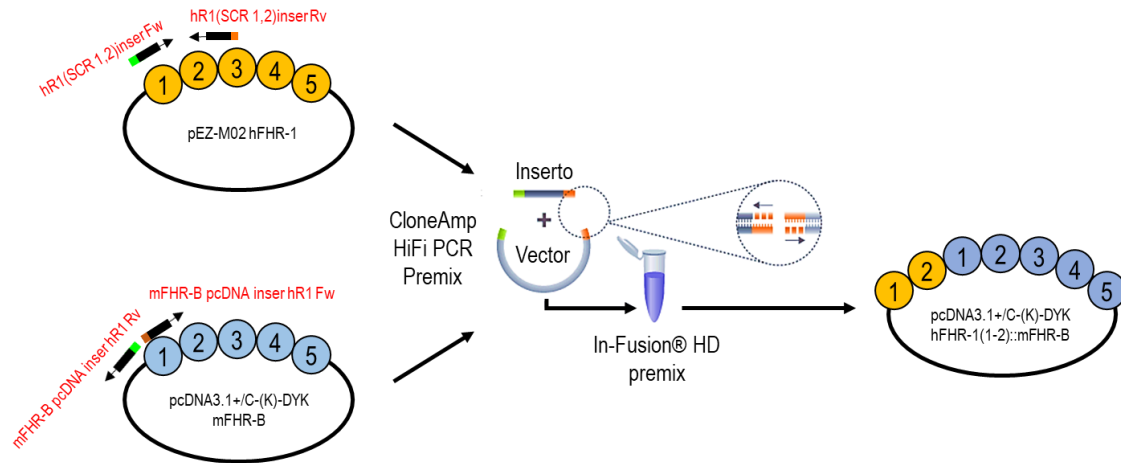 hR1(SCR 1,2)inser Fw
hR1(SCR 1,2)inser Rv
1 2 3 4 5
pEZ-M02 hFHR-1
CloneAmp
HiFi PCR
Premix
Inserto
+
Vector
In-Fusion® HD
premix
mFHR-B pcDNA inser hR1 Fw
mFHR-B pcDNA inser hR1 Rv
1 2 3 4 5
pcDNA3.1+/C-(K)-DYK
mFHR-B
1 2 1 2 3 4 5
pcDNA3.1+/C-(K)-DYK
hFHR-1(1-2)::mFHR-B